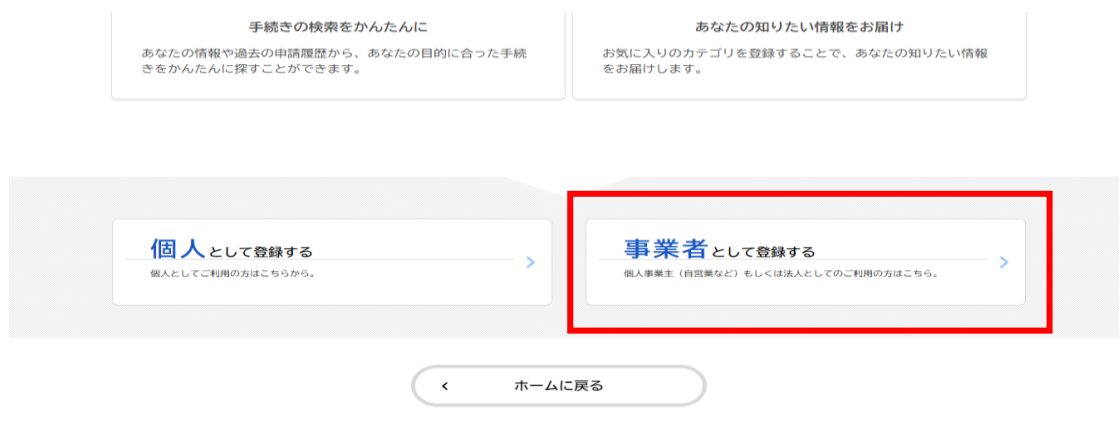 手続きの検索をかんたんに
あなたの情報や過去の申請履歴から、あなたの目的に合った手続
きをかんたんに探すことができます。
あなたの知りたい情報をお届け
お気に入りのカテゴリを登録することで、あなたの知りたい情報
をお届けします。
個人として登録する
個人としてご利用の方はこちらから。
事業者として登録する
個人事業主（自営業など）もしくは法人としてのご利用の方はこちら。
ホームに戻る